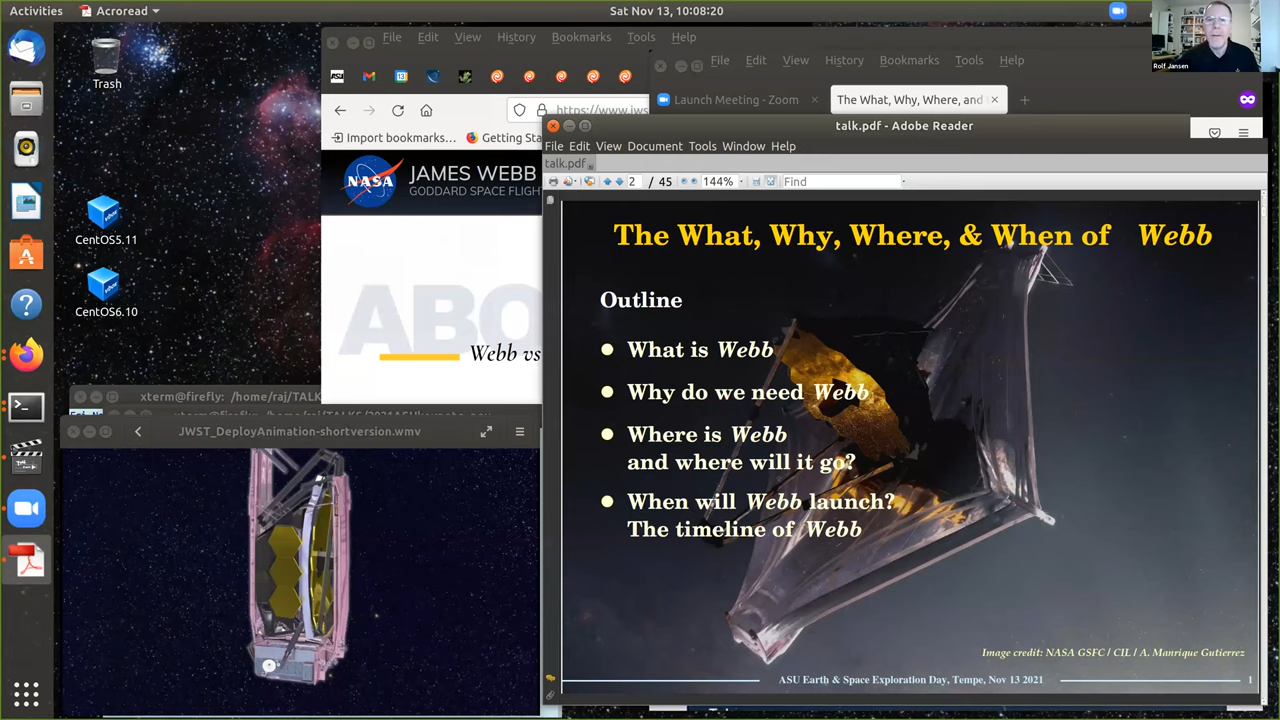 Activities
Acroread
Sat Nov 13, 10:08:20
Rolf Jansen
Trash
CentOS5.11
CentOS6.10
File Edit View History Bookmarks Tools Help
ASU
https://www.jws
Import bookmarks…
Getting Sta
NASA
JAMES WEBB
GODDARD SPACE FLIGH
ABO
Webb vs
File Edit View History Bookmarks Tools Help
Launch Meeting - Zoom
The What, Why, Where, and
xterm@firefly: /home/raj/TALK
JWST_DeployAnimation-shortversion.wmv
talk.pdf - Adobe Reader
File Edit View Document Tools Window Help
talk.pdf
2 / 45 144% Find
The What, Why, Where, & When of Webb
Outline
What is Webb
Why do we need Webb
Where is Webb
and where will it go?
When will Webb launch?
The timeline of Webb
Image credit: NASA GSFC / CIL / A. Manrique Gutierrez
ASU Earth & Space Exploration Day, Tempe, Nov 13 2021
1